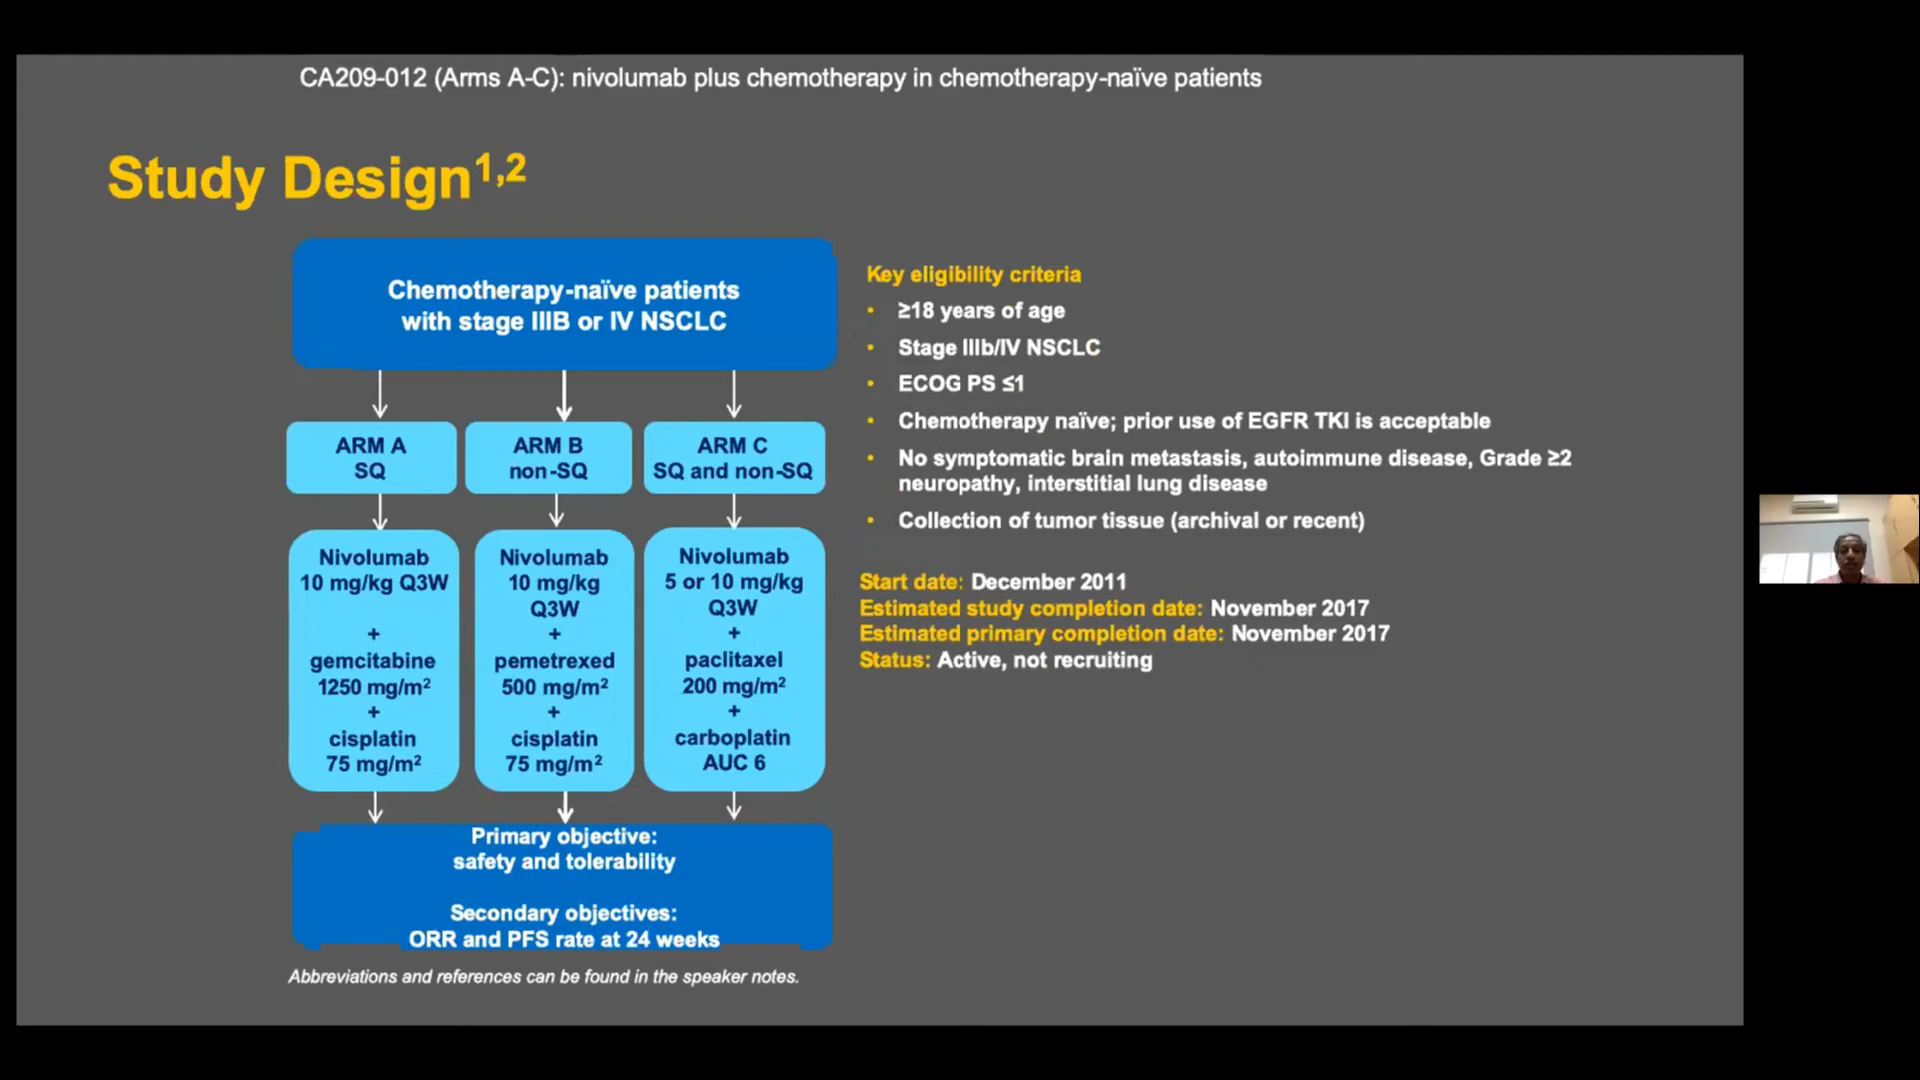 CA209-012 (Arms A-C): nivolumab plus chemotherapy in chemotherapy-naïve patients
Study Design1,2
Chemotherapy-naïve patients
with stage IIIB or IV NSCLC
ARM A
SQ
ARM B
non-SQ
ARM C
SQ and non-SQ
Nivolumab
10 mg/kg Q3W
+
gemcitabine
1250 mg/m²
+
cisplatin
75 mg/m²
Nivolumab
10 mg/kg
Q3W
+
pemetrexed
500 mg/m²
+
cisplatin
75 mg/m²
Nivolumab
5 or 10 mg/kg
Q3W
+
paclitaxel
200 mg/m²
+
carboplatin
AUC 6
Primary objective:
safety and tolerability
Secondary objectives:
ORR and PFS rate at 24 weeks
Abbreviations and references can be found in the speaker notes.
Key eligibility criteria
• ≥18 years of age
• Stage IIIb/IV NSCLC
• ECOG PS ≤1
• Chemotherapy naïve; prior use of EGFR TKI is acceptable
• No symptomatic brain metastasis, autoimmune disease, Grade ≥2
neuropathy, interstitial lung disease
• Collection of tumor tissue (archival or recent)
Start date: December 2011
Estimated study completion date: November 2017
Estimated primary completion date: November 2017
Status: Active, not recruiting